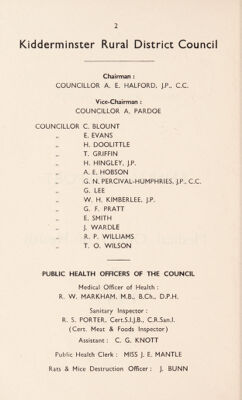 2
Kidderminster Rural District Council
Chairman :
COUNCILLOR A. E. HALFORD, J.P., C.C.
Vice-Chairman :
COUNCILLOR A. PARDOE
COUNCILLOR C. BLOUNT
„ E. EVANS
„ H. DOOLITTLE
„ T. GRIFFIN
„ H. HINGLEY, J.P.
„ A. E. HOBSON
„ G. N. PERCIVAL-HUMPHRIES, J.P., C.C.
„ G. LEE
„ W. H. KIMBERLEE, J.P.
„ G. F. PRATT
„ E. SMITH
„ J. WARDLE
„ R. P. WILLIAMS
„ T. O. WILSON
PUBLIC HEALTH OFFICERS OF THE COUNCIL
Medical Officer of Health :
R. W. MARKHAM, M.B., B.Ch., D.P.H.
Sanitary Inspector :
R. S. PORTER, Cert.S.I.J.B., C.R.San.I.
(Cert. Meat & Foods Inspector)
Assistant : C. G. KNOTT
Public Health Clerk : MISS J. E. MANTLE
Rats & Mice Destruction Officer : J. BUNN